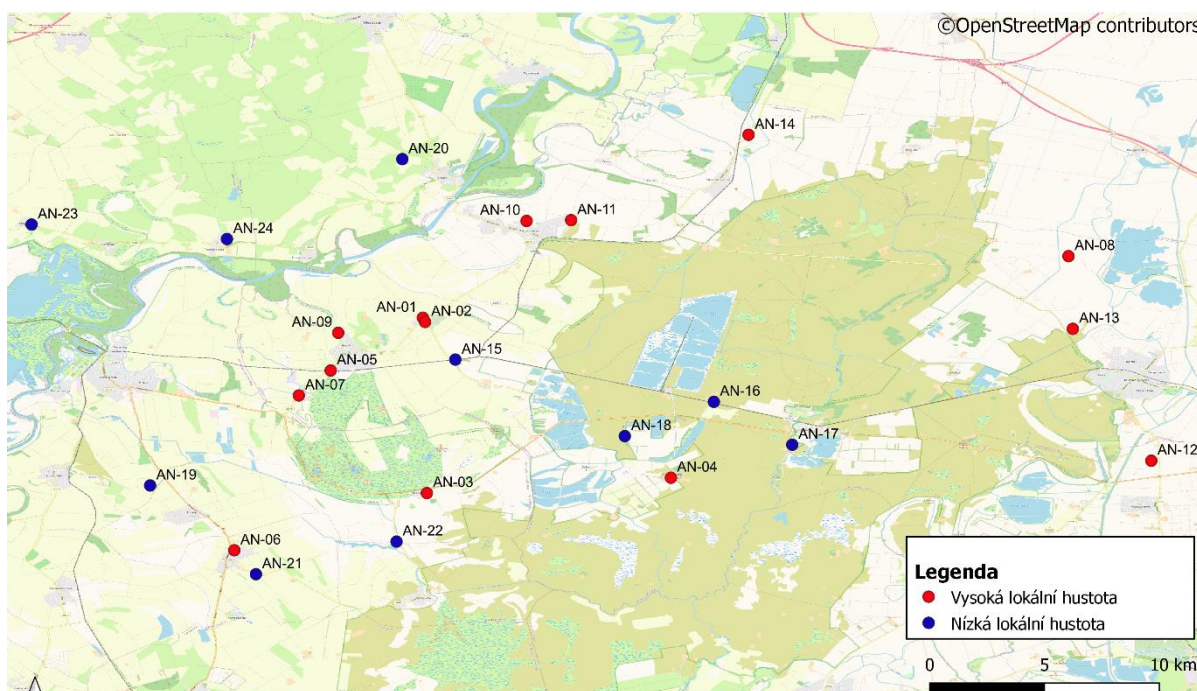 ©OpenStreetMap contributors
AN-14
AN-20
AN-23
AN-24
AN-10
AN-11
AN-08
AN-01
AN-02
AN-09
AN-13
AN-15
AN-05
AN-07
AN-16
AN-18
AN-17
AN-04
AN-12
AN-19
AN-03
AN-22
AN-06
AN-21
Legenda
Vysoká lokální hustota
Nízká lokální hustota
0 5 10 km